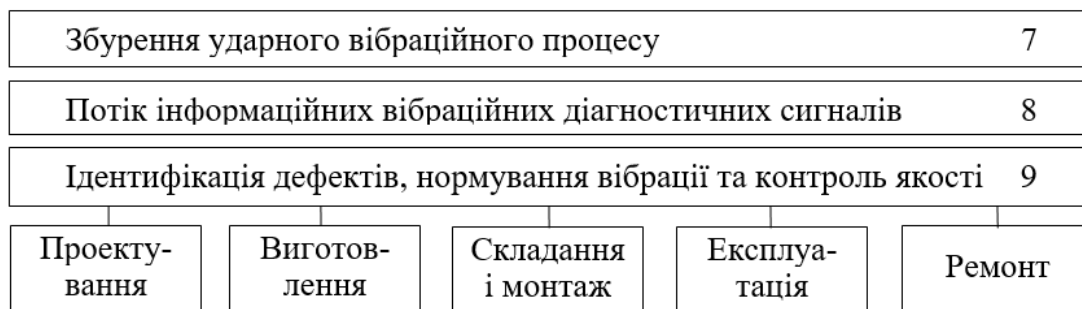 Збурення ударного вібраційного процесу 7
Потік інформаційних вібраційних діагностичних сигналів 8
Ідентифікація дефектів, нормування вібрації та контроль якості 9
Проекту-
вання
Виготов-
лення
Складання
і монтаж
Експлуа-
тація
Ремонт